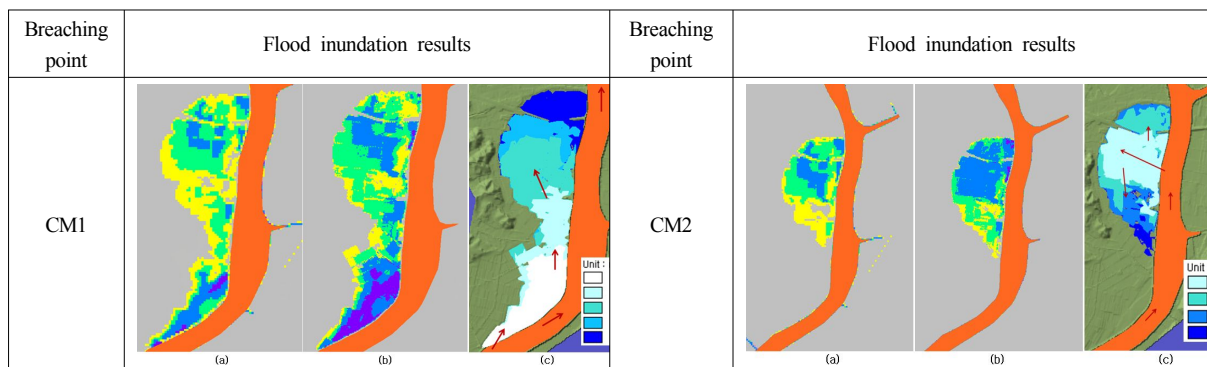 Breaching
point
Flood inundation results
Breaching
point
Flood inundation results
CM1
Unit :
(a)
(b)
(c)
CM2
Unit
(a)
(b)
(c)